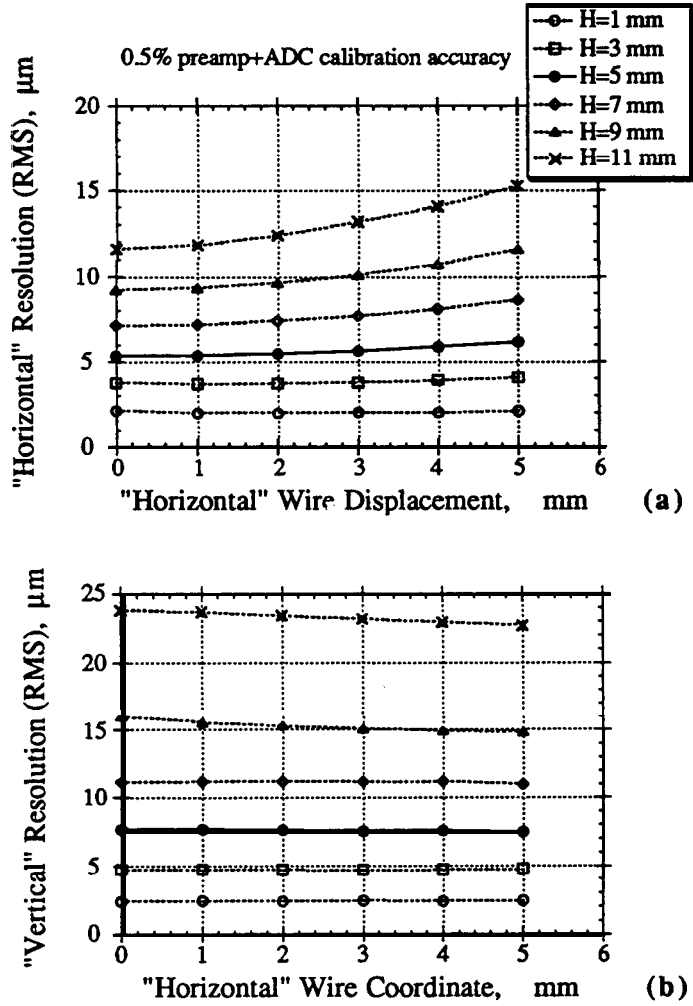 H=1 mm
H=3 mm
H=5 mm
H=7 mm
H=9 mm
H=11 mm
0.5% preamp+ADC calibration accuracy
"Horizontal" Resolution (RMS), μm
20
15
10
5
0
0 1 2 3 4 5 6
"Horizontal" Wire Displacement, mm
(a)
"Vertical" Resolution (RMS), μm
25
20
15
10
5
0
0 1 2 3 4 5 6
"Horizontal" Wire Coordinate, mm
(b)